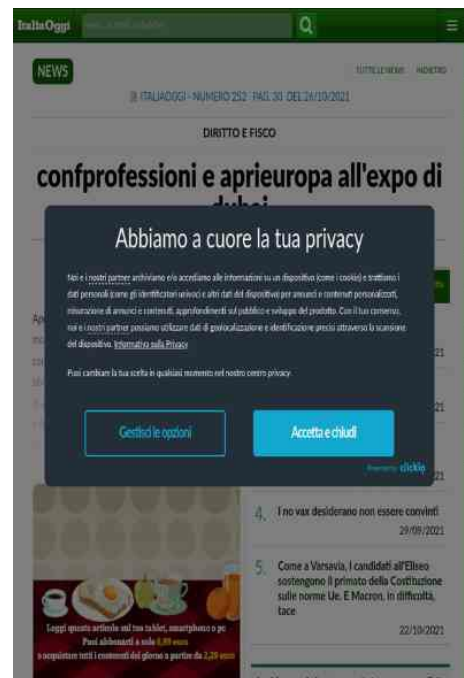 ItaliaOggi
NEWS
TUTTE LE NEWS INDIETRO
ITALIAOGGI - NUMERO 252 PAG. 30 DEL 26/10/2021
DIRITTO E FISCO
confprofessioni e aprieuropa all'expo di
dubai
Abbiamo a cuore la tua privacy
Noi e i nostri partner archiviamo e/o accediamo alle informazioni su un dispositivo (come i cookie) e trattiamo i
dati personali (come gli identificatori univoci e altri dati del dispositivo) per annunci e contenuti personalizzati,
misurazione di annunci e contenuti, approfondimenti sul pubblico e sviluppo del prodotto. Con il tuo consenso,
noi e i nostri partner possiamo utilizzare dati di geolocalizzazione e identificazione precisi attraverso la scansione
del dispositivo. Informativa sulla Privacy
Puoi cambiare la tua scelta in qualsiasi momento nel nostro centro privacy.
Gestisci le opzioni
Accetta e chiudi
Powered by clickio
21
21
21
4. I no vax desiderano non essere convinti
29/09/2021
5. Come a Varsavia, I candidati all'Eliseo
sostengono il primato della Costituzione
sulle norme Ue. E Macron, in difficoltà,
tace
22/10/2021
Leggi questo articolo sul tuo tablet, smartphone o pc
Puoi abbonarti a solo 8,99 euro
o acquistare tutti i contenuti del giorno a partire da 2,20 euro